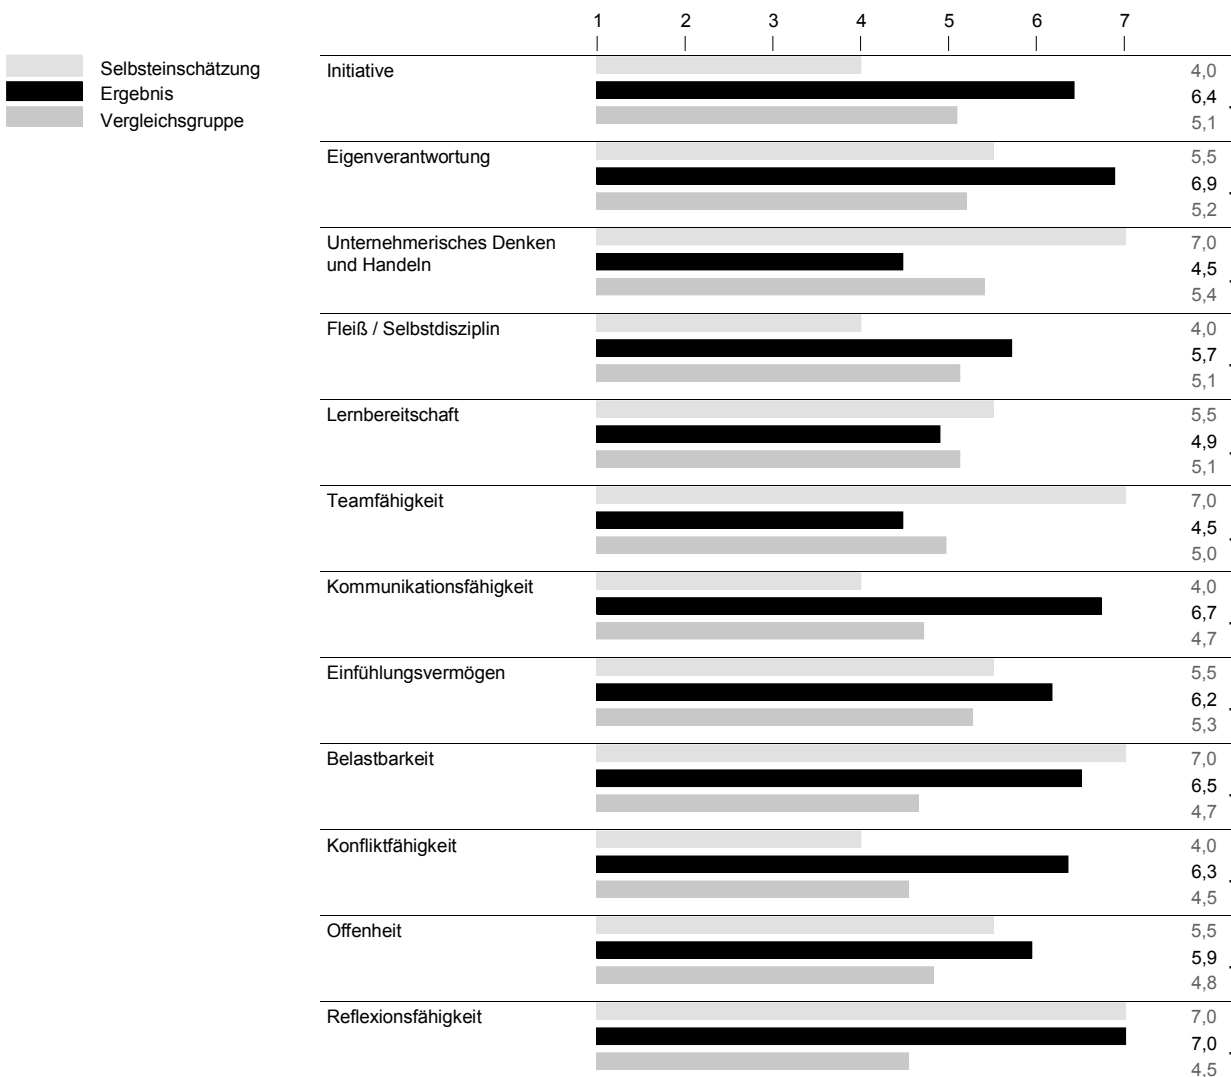 1 2 3 4 5 6 7
Selbsteinschätzung
Ergebnis
Vergleichsgruppe
Initiative
4,0
6,4
5,1
Eigenverantwortung
5,5
6,9
5,2
Unternehmerisches Denken
und Handeln
7,0
4,5
5,4
Fleiß / Selbstdisziplin
4,0
5,7
5,1
Lernbereitschaft
5,5
4,9
5,1
Teamfähigkeit
7,0
4,5
5,0
Kommunikationsfähigkeit
4,0
6,7
4,7
Einfühlungsvermögen
5,5
6,2
5,3
Belastbarkeit
7,0
6,5
4,7
Konfliktfähigkeit
4,0
6,3
4,5
Offenheit
5,5
5,9
4,8
Reflexionsfähigkeit
7,0
7,0
4,5